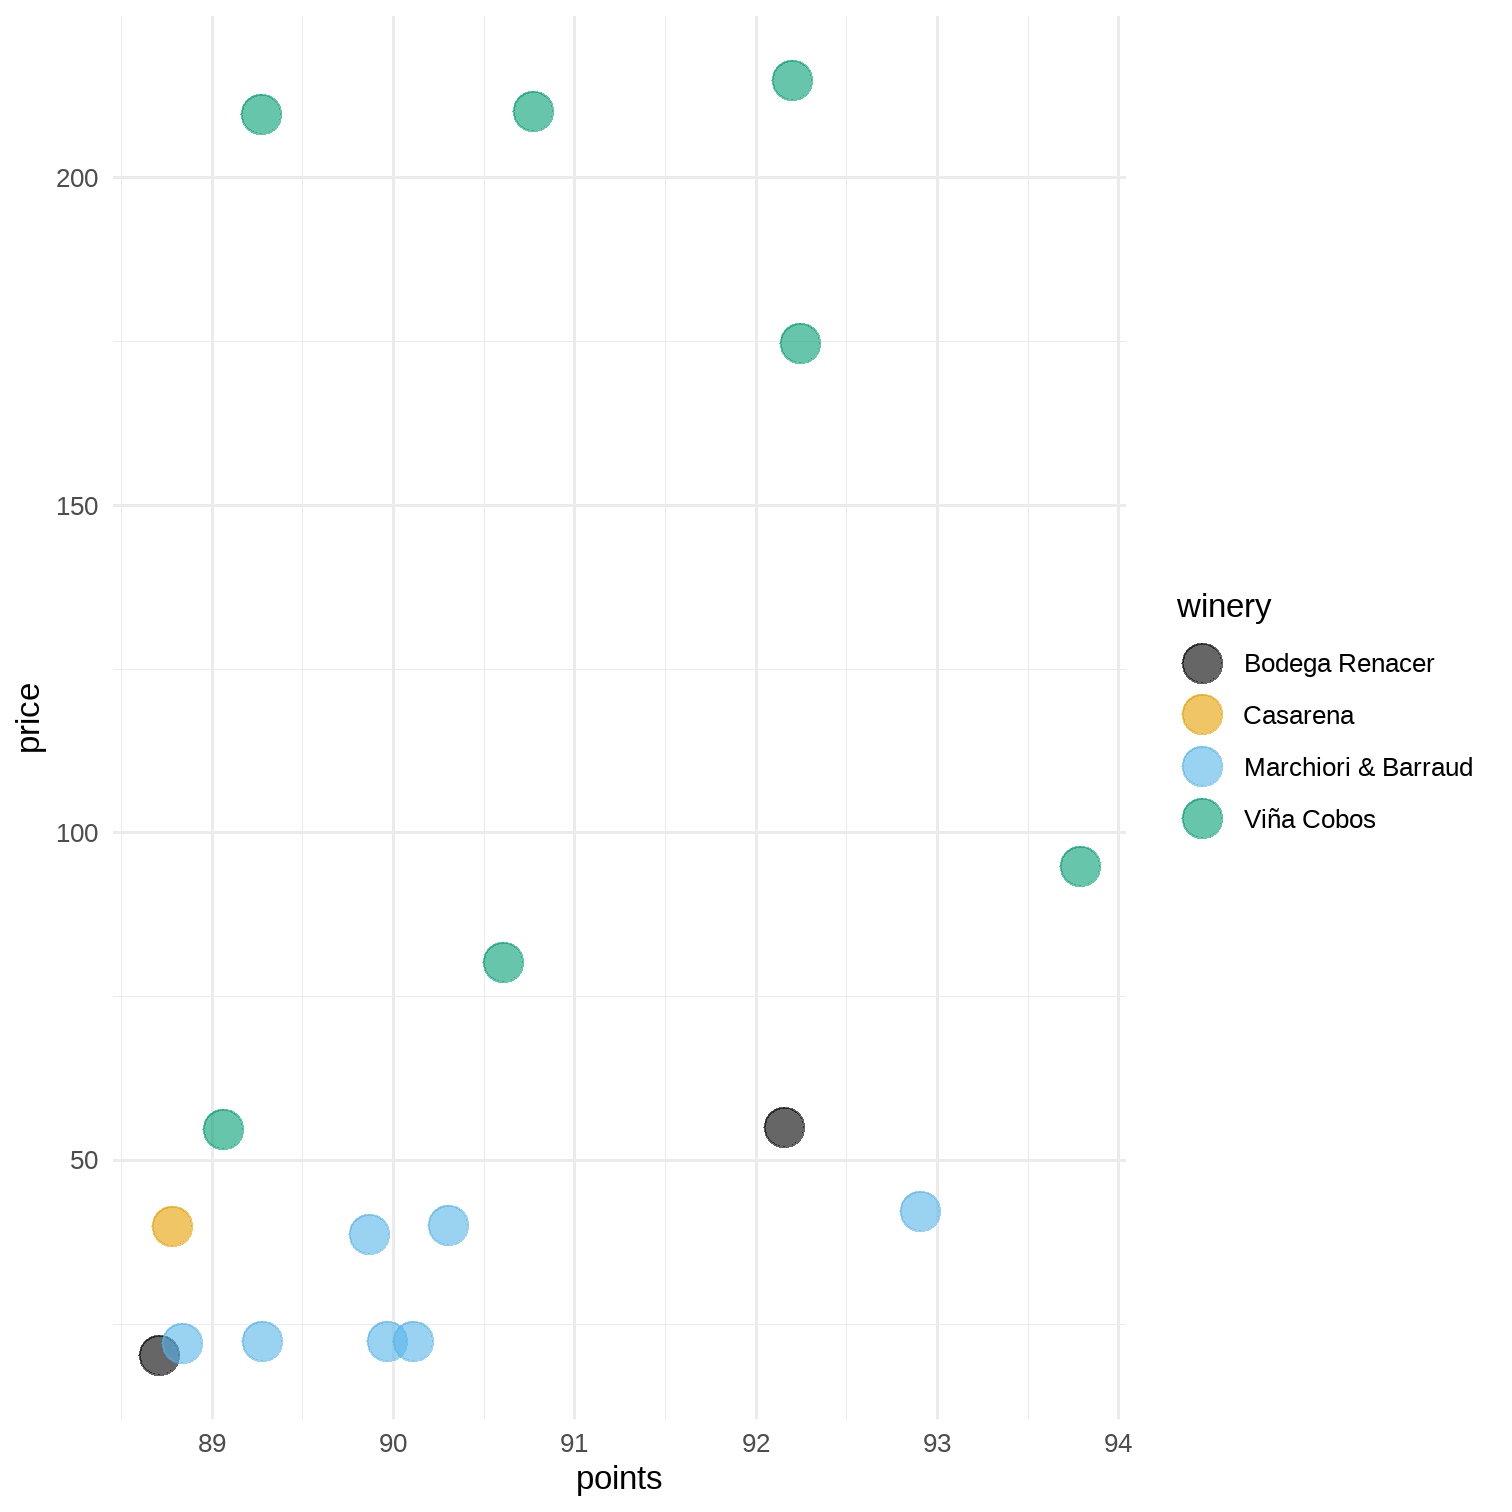 200
150
100
50
price
89 90 91 92 93 94
points
winery
Bodega Renacer
Casarena
Marchiori & Barraud
Viña Cobos